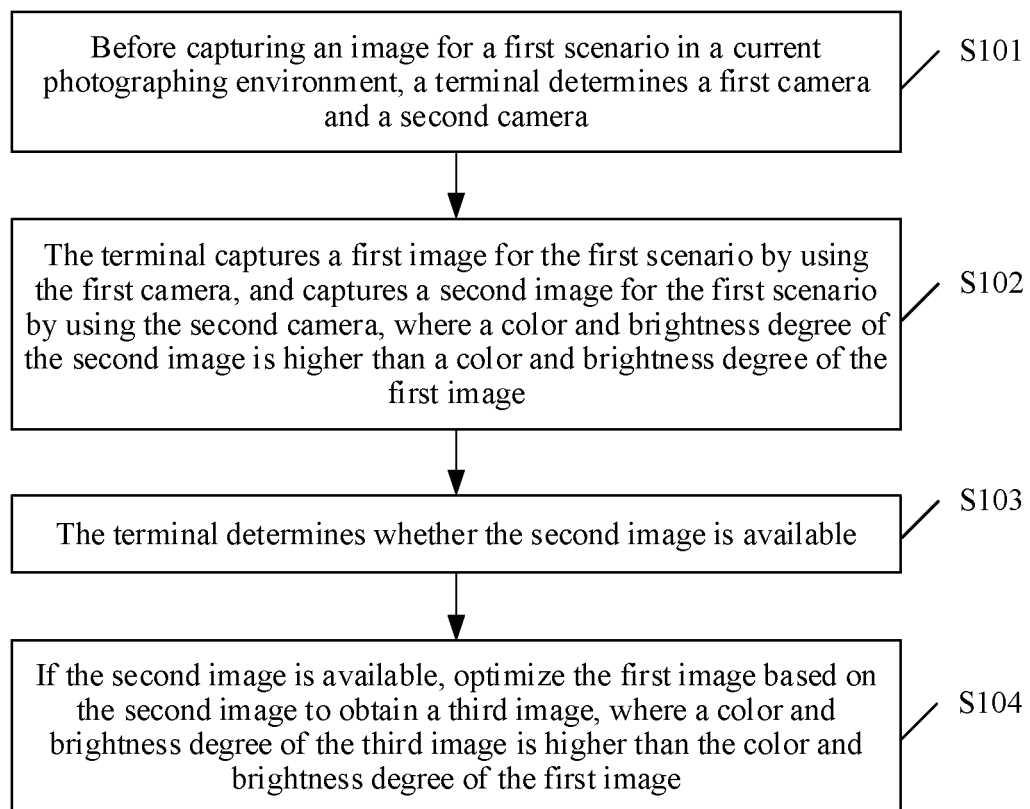 Before capturing an image for a first scenario in a current
photographing environment, a terminal determines a first camera
and a second camera
S101
The terminal captures a first image for the first scenario by using
the first camera, and captures a second image for the first scenario
by using the second camera, where a color and brightness degree of
the second image is higher than a color and brightness degree of the
first image
S102
The terminal determines whether the second image is available
S103
If the second image is available, optimize the first image based on
the second image to obtain a third image, where a color and
brightness degree of the third image is higher than the color and
brightness degree of the first image
S104